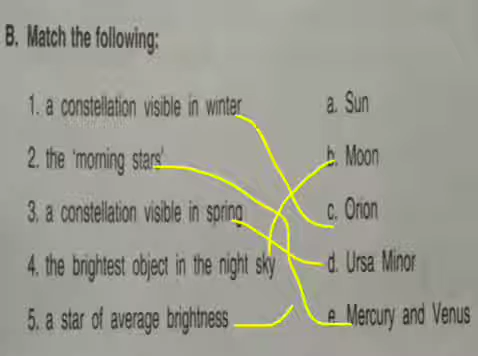 B. Match the following:
1. a constellation visible in winter a. Sun
2. the 'morning stars' b. Moon
3. a constellation visible in spring c. Orion
4. the brightest object in the night sky d. Ursa Minor
5. a star of average brightness e. Mercury and Venus